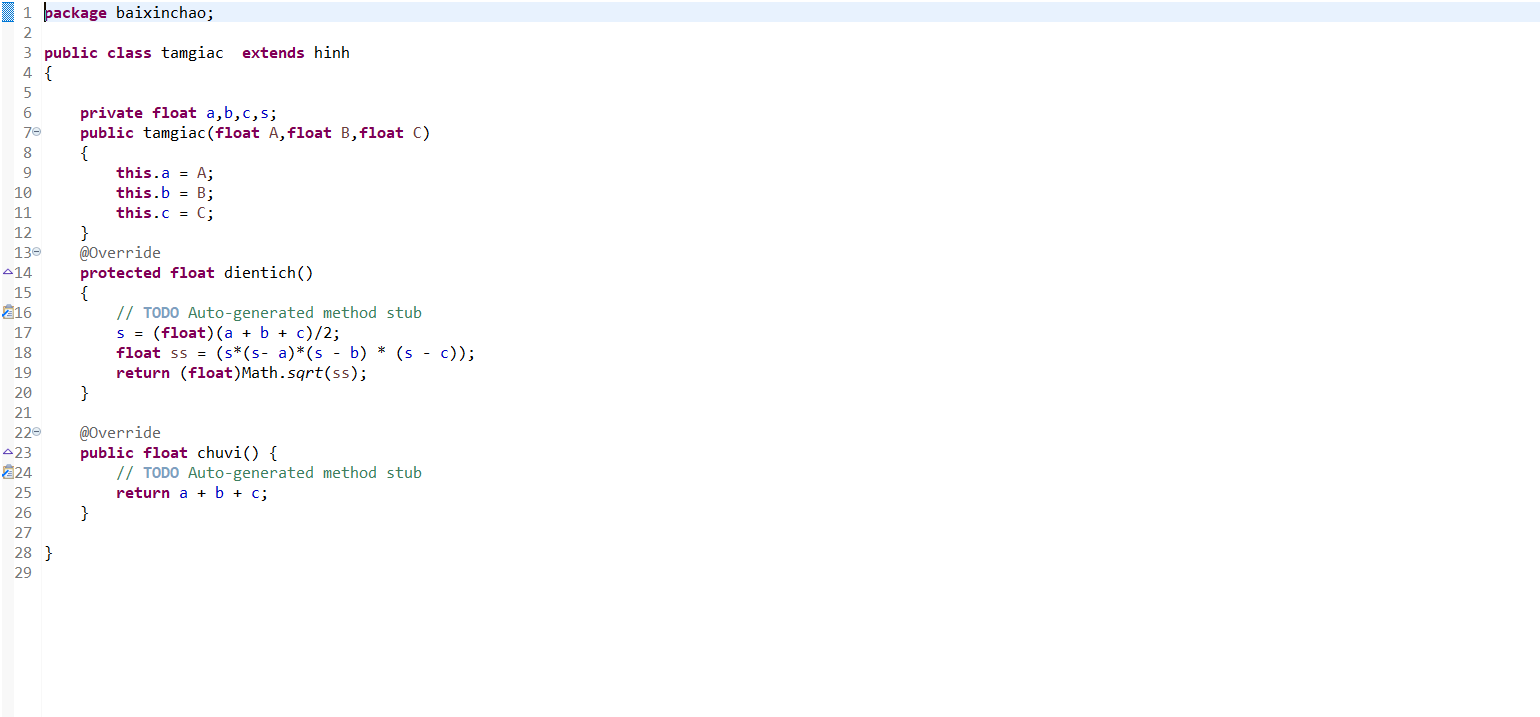 1 package baixinchao;
2
3 public class tamgiac  extends hinh
4 {
5
6     private float a,b,c,s;
7     public tamgiac(float A,float B,float C)
8     {
9         this.a = A;
10         this.b = B;
11         this.c = C;
12     }
13     @Override
14     protected float dientich()
15     {
16         // TODO Auto-generated method stub
17         s = (float)(a + b + c)/2;
18         float ss = (s*(s- a)*(s - b) * (s - c));
19         return (float)Math.sqrt(ss);
20     }
21
22     @Override
23     public float chuvi() {
24         // TODO Auto-generated method stub
25         return a + b + c;
26     }
27
28 }
29